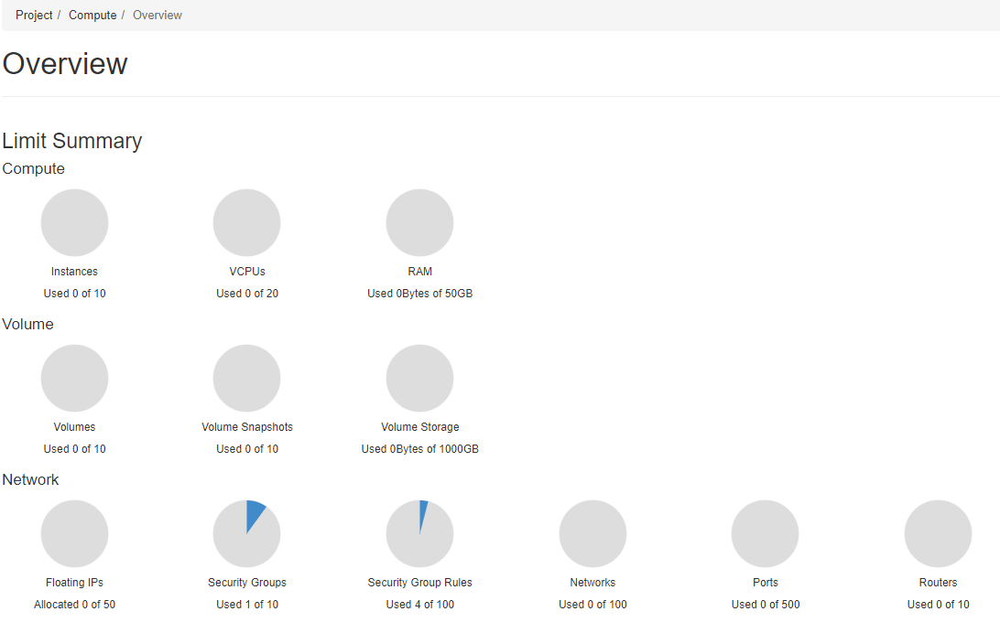 Project / Compute / Overview
Overview
Limit Summary
Compute
Instances VCPUs RAM
Used 0 of 10 Used 0 of 20 Used 0Bytes of 50GB
Volume
Volumes Volume Snapshots Volume Storage
Used 0 of 10 Used 0 of 10 Used 0Bytes of 1000GB
Network
Floating IPs Security Groups Security Group Rules Networks Ports Routers
Allocated 0 of 50 Used 1 of 10 Used 4 of 100 Used 0 of 100 Used 0 of 500 Used 0 of 10